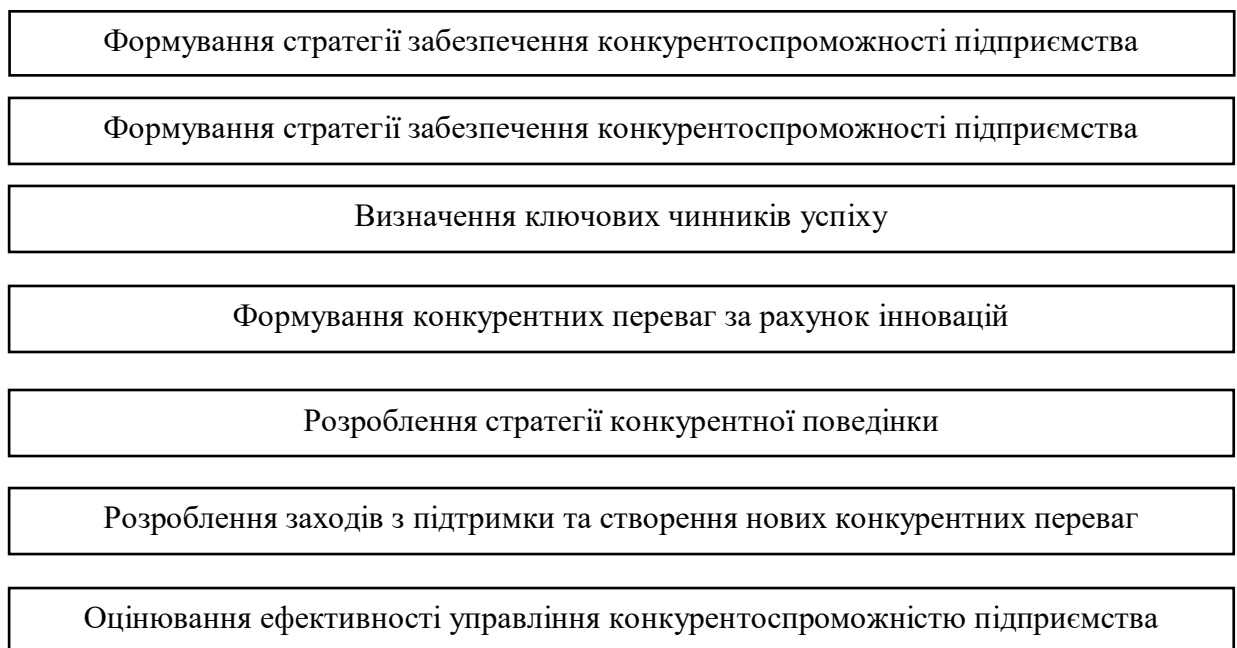 Формування стратегії забезпечення конкурентоспроможності підприємства
Формування стратегії забезпечення конкурентоспроможності підприємства
Визначення ключових чинників успіху
Формування конкурентних переваг за рахунок інновацій
Розроблення стратегії конкурентної поведінки
Розроблення заходів з підтримки та створення нових конкурентних переваг
Оцінювання ефективності управління конкурентоспроможністю підприємства